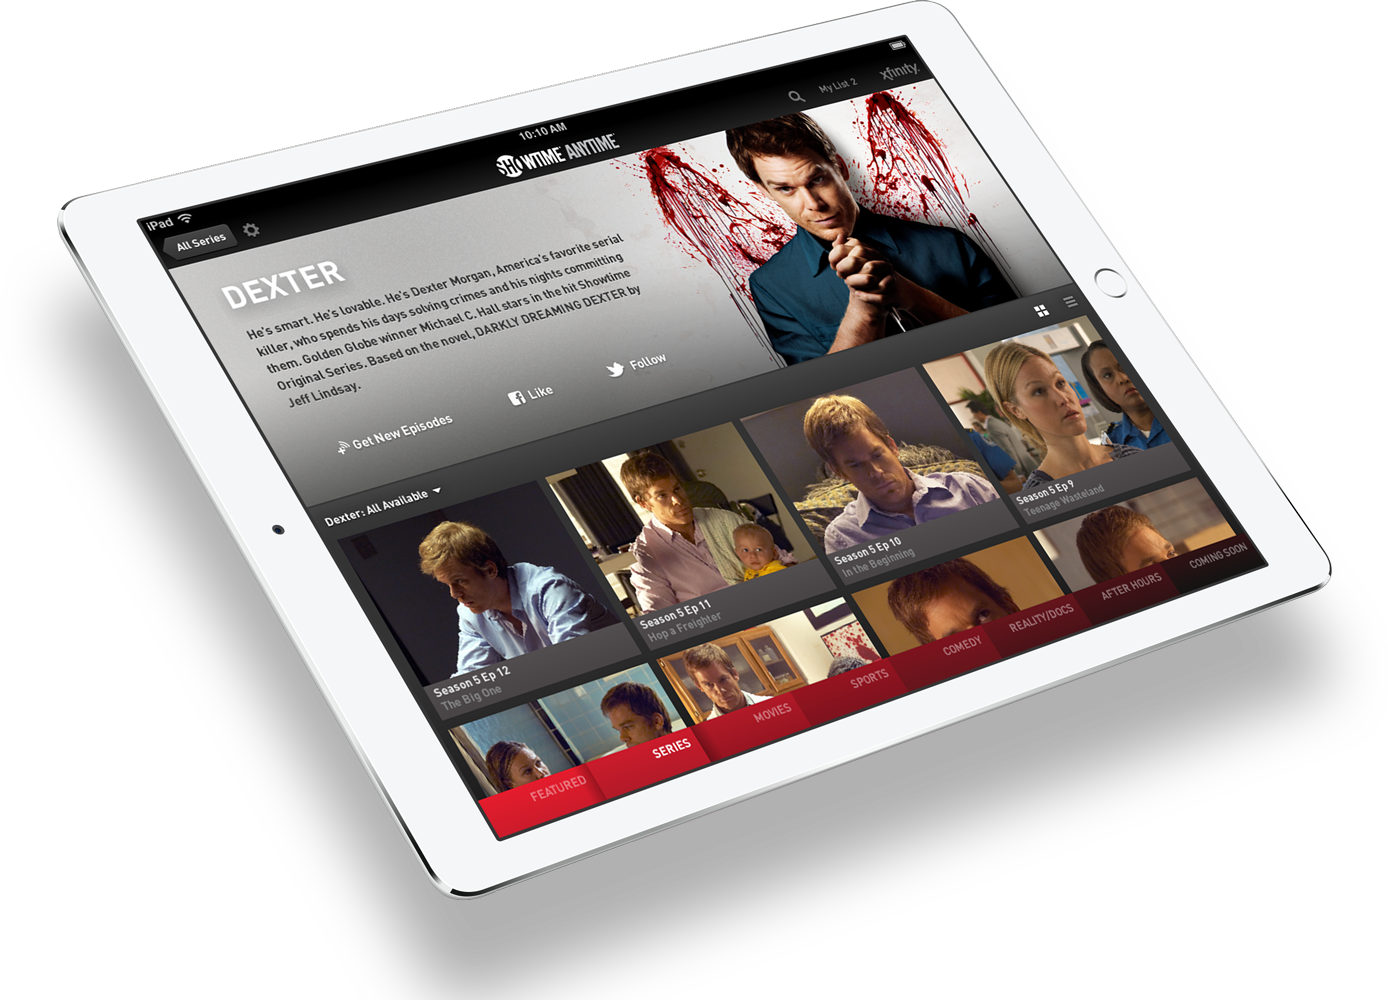 iPad
10:10 AM
All Series
SHOWTIME ANYTIME
My List 2
xfinity
DEXTER
He's smart. He's lovable. He's Dexter Morgan, America's favorite serial
killer, who spends his days solving crimes and his nights committing
them. Golden Globe winner Michael C. Hall stars in the hit Showtime
Original Series. Based on the novel, DARKLY DREAMING DEXTER by
Jeff Lindsay.
Get New Episodes
Like
Follow
Dexter: All Available
Season 5 Ep 12
The Big One
Season 5 Ep 11
Hop a Freighter
Season 5 Ep 10
In the Beginning
Season 5 Ep 9
Teenage Wasteland
FEATURED
SERIES
MOVIES
SPORTS
COMEDY
REALITY/DOCS
AFTER HOURS
COMING SOON